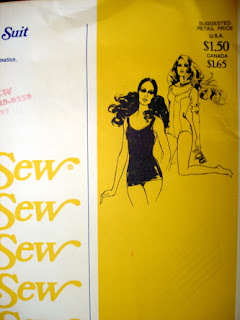 Suit
SUGGESTED
RETAIL PRICE
U.S.A.
$1.50
CANADA
$1.65
mation.
Sew®
Sew
Sew
Sew
Sew